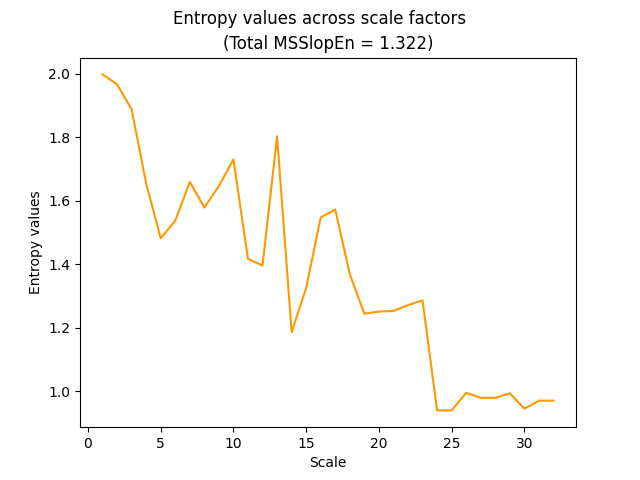 Entropy values across scale factors
(Total MSSlopEn = 1.322)
Entropy values
2.0
1.8
1.6
1.4
1.2
1.0
0 5 10 15 20 25 30
Scale